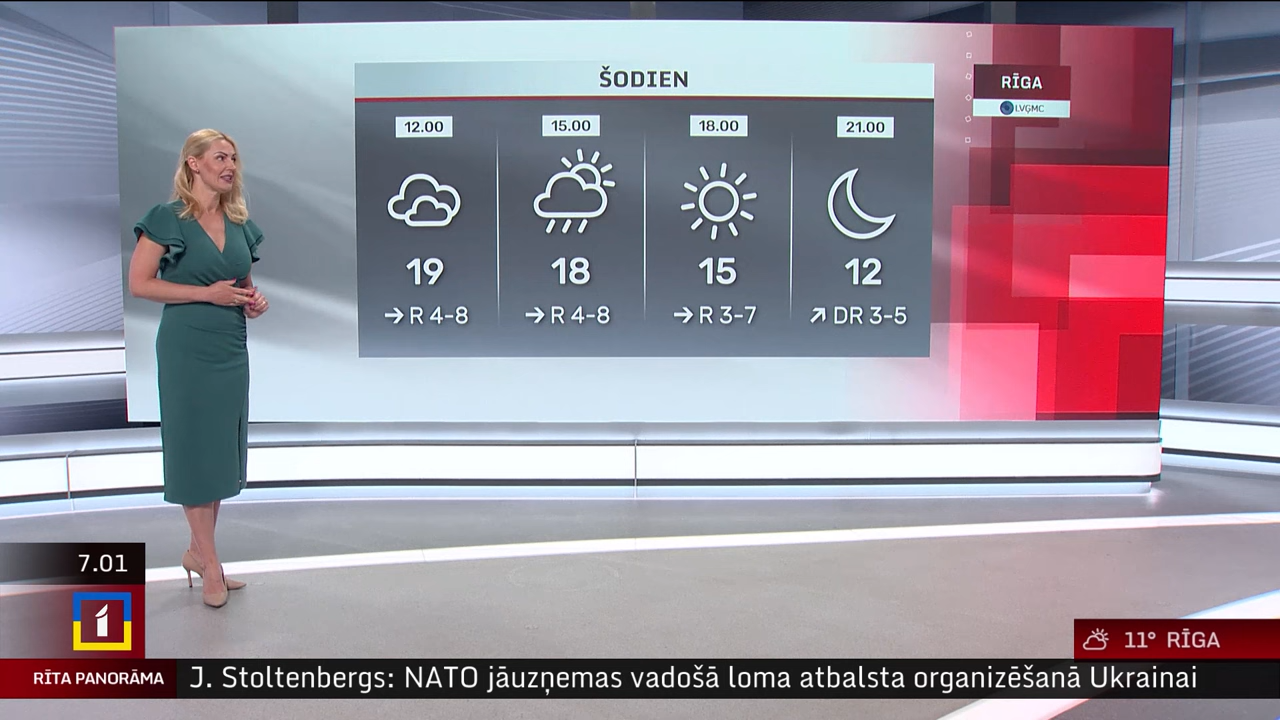 ŠODIEN
RĪGA
LVĢMC
12.00
15.00
18.00
21.00
19
18
15
12
→ R 4-8
→ R 4-8
→ R 3-7
↗ DR 3-5
7.01
1
11° RĪGA
RĪTA PANORĀMA
J. Stoltenbergs: NATO jāuzņemas vadošā loma atbalsta organizēšanā Ukrainai